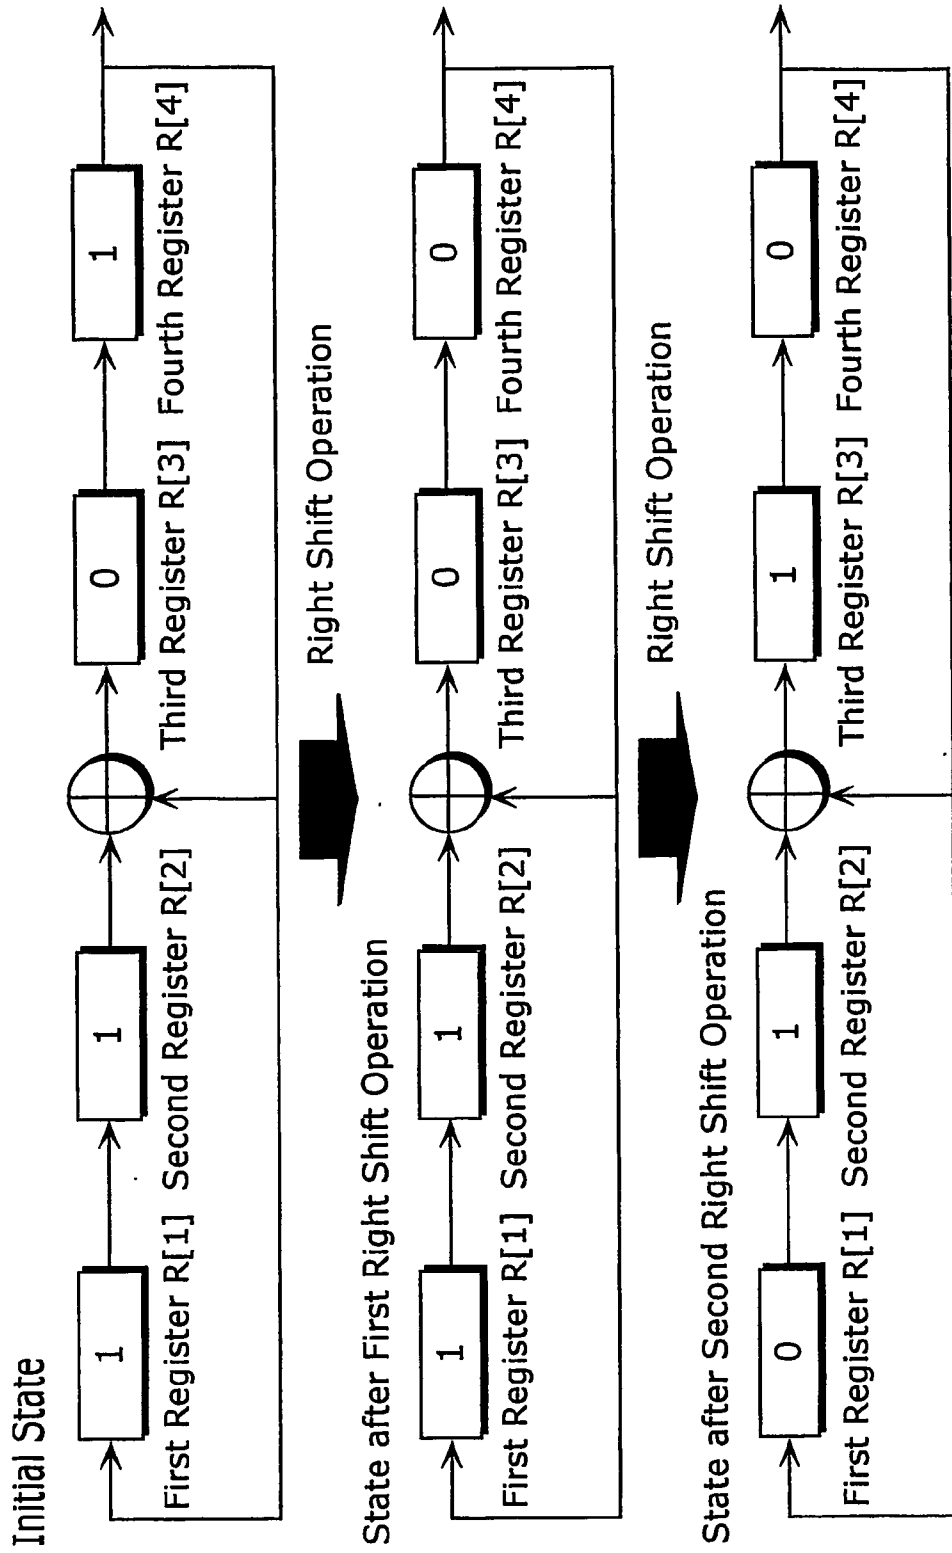 Initial State
1 1 0 1
First Register R[1] Second Register R[2] Third Register R[3] Fourth Register R[4]
Right Shift Operation
State after First Right Shift Operation
1 1 0 0
First Register R[1] Second Register R[2] Third Register R[3] Fourth Register R[4]
Right Shift Operation
State after Second Right Shift Operation
0 1 1 0
First Register R[1] Second Register R[2] Third Register R[3] Fourth Register R[4]